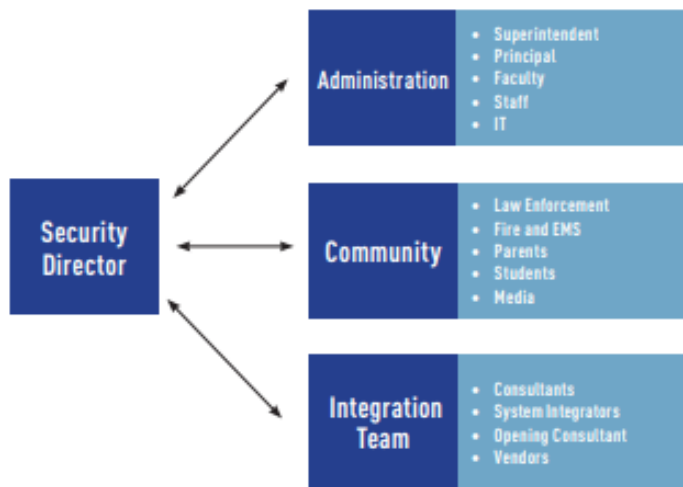 Security
Director
Administration
• Superintendent
• Principal
• Faculty
• Staff
• IT
Community
• Law Enforcement
• Fire and EMS
• Parents
• Students
• Media
Integration
Team
• Consultants
• System Integrators
• Opening Consultant
• Vendors